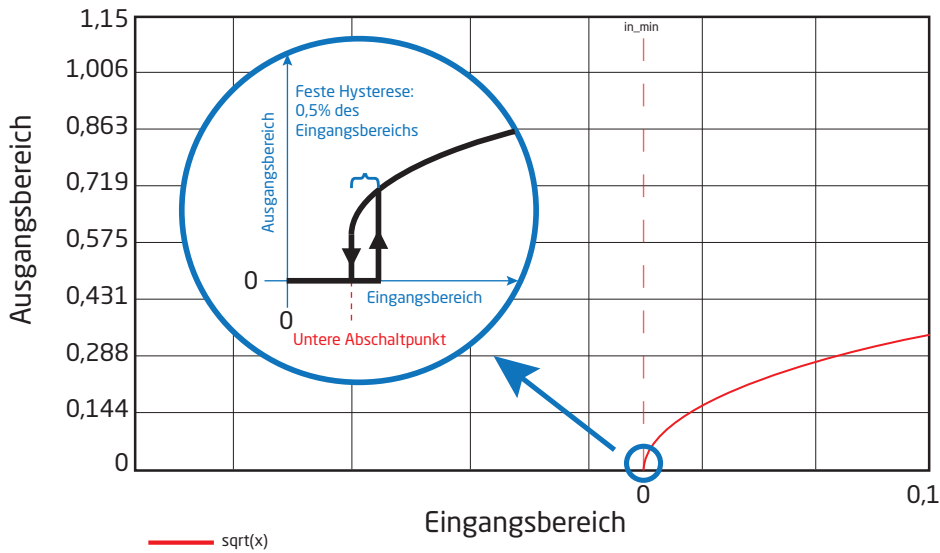 1,15
1,006
0,863
0,719
0,575
0,431
0,288
0,144
0
Ausgangsbereich
in_min
Feste Hysterese:
0,5% des
Eingangsbereichs
Ausgangsbereich
0
Eingangsbereich
0
Untere Abschaltpunkt
0
0,1
Eingangsbereich
sqrt(x)